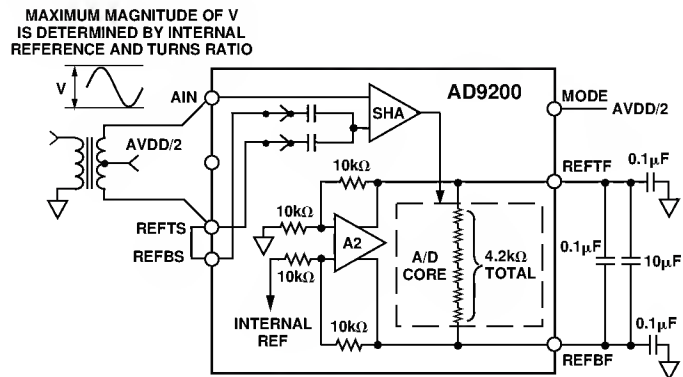 MAXIMUM MAGNITUDE OF V
IS DETERMINED BY INTERNAL
REFERENCE AND TURNS RATIO
V
AIN
SHA
AD9200
MODE
AVDD/2
AVDD/2
10kΩ
REFTF
0.1µF
REFTS
10kΩ
A2
REFBS
10kΩ
A/D
CORE
4.2kΩ
TOTAL
0.1µF
10µF
INTERNAL
REF
10kΩ
0.1µF
REFBF